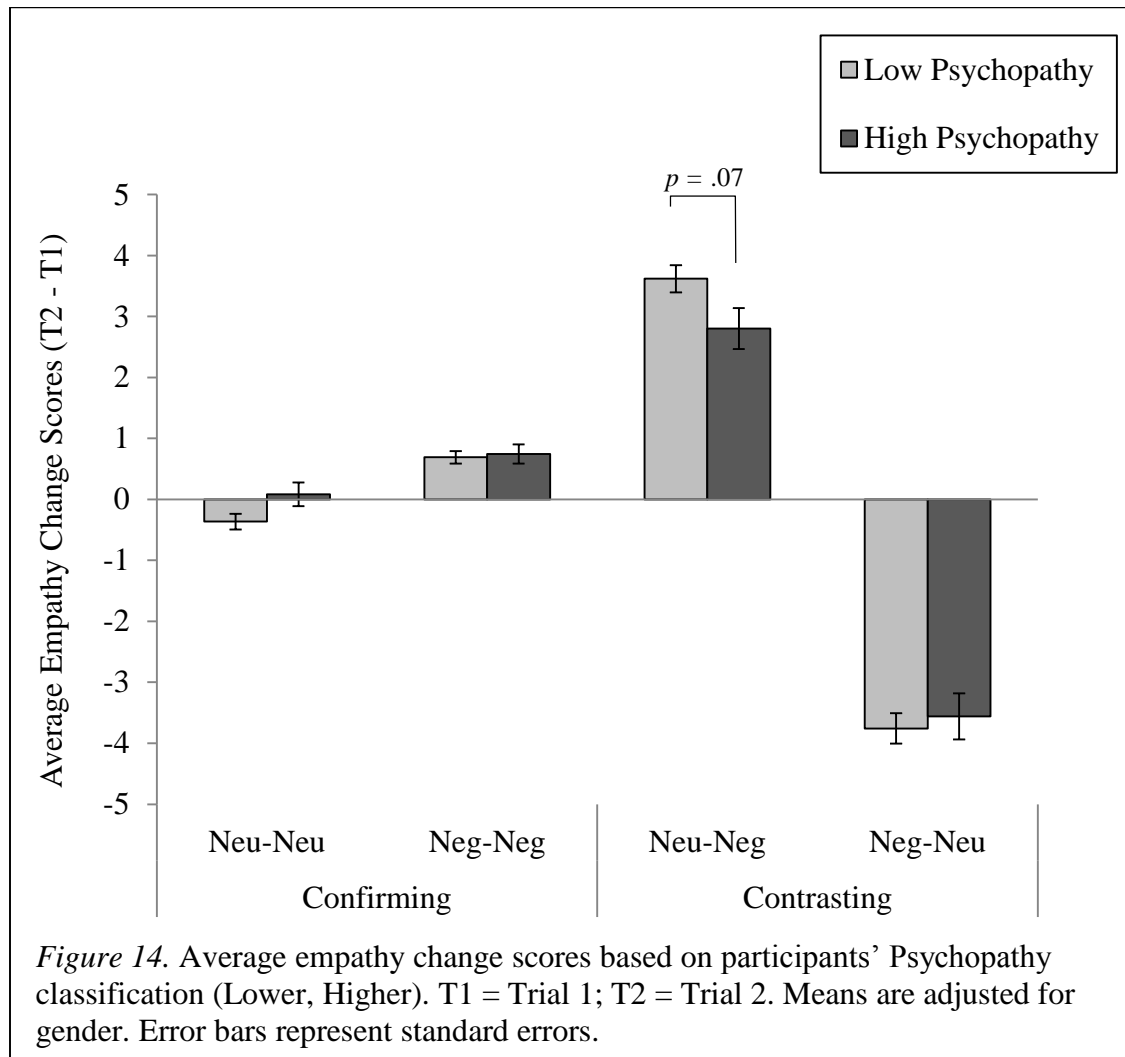 Low Psychopathy
High Psychopathy
p = .07
Average Empathy Change Scores (T2 - T1)
5
4
3
2
1
0
-1
-2
-3
-4
-5
Neu-Neu Neg-Neg Neu-Neg Neg-Neu
Confirming Contrasting
Figure 14. Average empathy change scores based on participants’ Psychopathy
classification (Lower, Higher). T1 = Trial 1; T2 = Trial 2. Means are adjusted for
gender. Error bars represent standard errors.